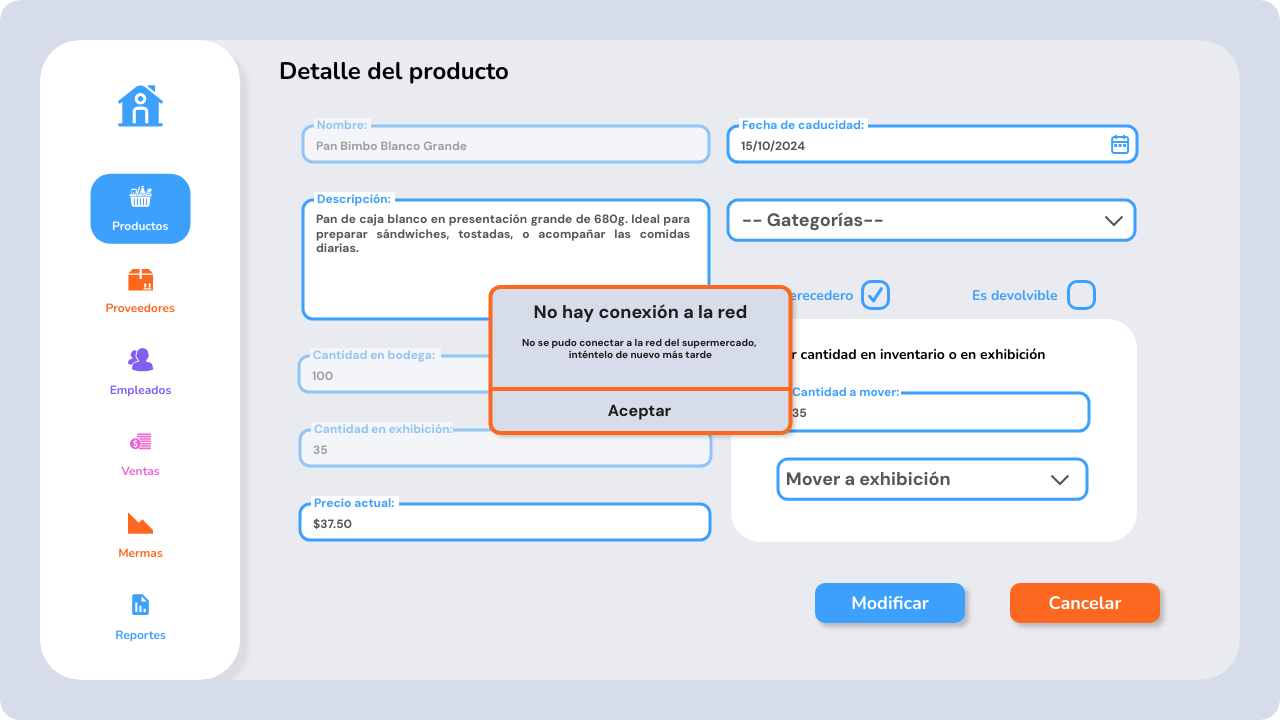 Detalle del producto
Productos
Proveedores
Empleados
Ventas
Mermas
Reportes
Nombre:
Pan Bimbo Blanco Grande
Descripción:
Pan de caja blanco en presentación grande de 680g. Ideal para
preparar sándwiches, tostadas, o acompañar las comidas
diarias.
Cantidad en bodega:
100
Cantidad en exhibición:
35
Precio actual:
$37.50
Fecha de caducidad:
15/10/2024
-- Gategorías--
erecedero
Es devolvible
r cantidad en inventario o en exhibición
Cantidad a mover:
35
Mover a exhibición
No hay conexión a la red
No se pudo conectar a la red del supermercado,
inténtelo de nuevo más tarde
Aceptar
Modificar
Cancelar